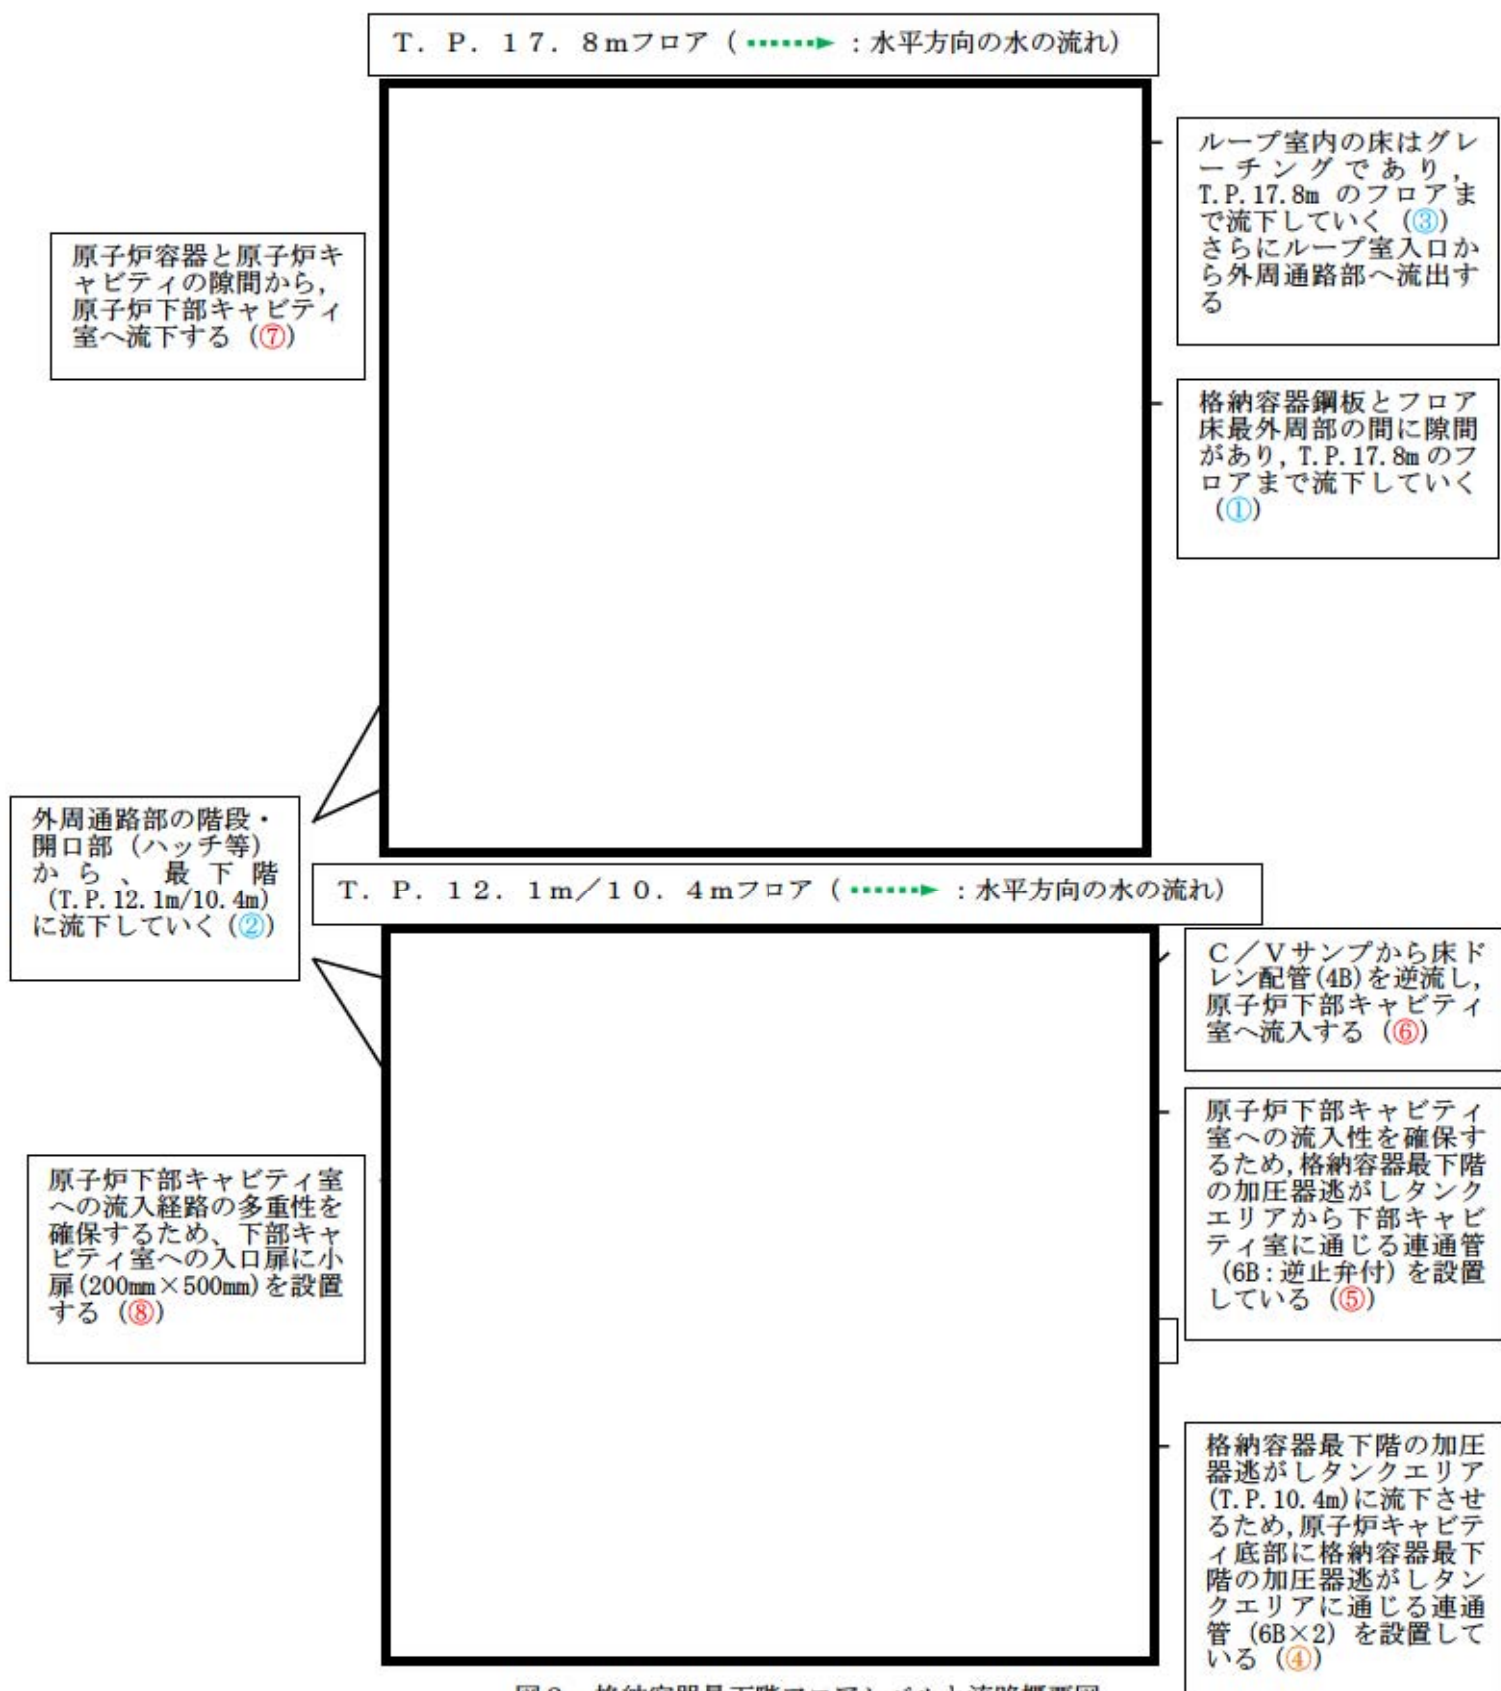 T. P. 17. 8mフロア（ : 水平方向の水の流れ）
ループ室内の床はグレ
ーチングであり，
T.P.17.8m のフロアま
で流下していく（③）
さらにループ室入口か
ら外周通路部へ流出す
る
原子炉容器と原子炉キ
ャビティの隙間から，
原子炉下部キャビティ
室へ流下する（⑦）
格納容器鋼板とフロア
床最外周部の間に隙間
があり，T.P.17.8mのフ
ロアまで流下していく
（①）
外周通路部の階段・
開口部（ハッチ等）
から、最下階
(T.P.12.1m/10.4m)
に流下していく（②）
T. P. 12. 1m／10. 4mフロア（ : 水平方向の水の流れ）
C／Vサンプから床ド
レン配管(4B)を逆流し，
原子炉下部キャビティ
室へ流入する（⑥）
原子炉下部キャビティ
室への流入性を確保す
るため，格納容器最下階
の加圧器逃がしタンク
エリアから下部キャビ
ティ室に通じる連通管
（6B：逆止弁付）を設置
している（⑤）
原子炉下部キャビティ室
への流入経路の多重性を
確保するため、下部キャ
ビティ室への入口扉に小
扉(200mm×500mm)を設置
する（⑧）
格納容器最下階の加圧
器逃がしタンクエリア
(T.P.10.4m)に流下させ
るため，原子炉キャビテ
ィ底部に格納容器最下
階の加圧器逃がしタン
クエリアに通じる連通
管（6B×2）を設置して
いる（④）